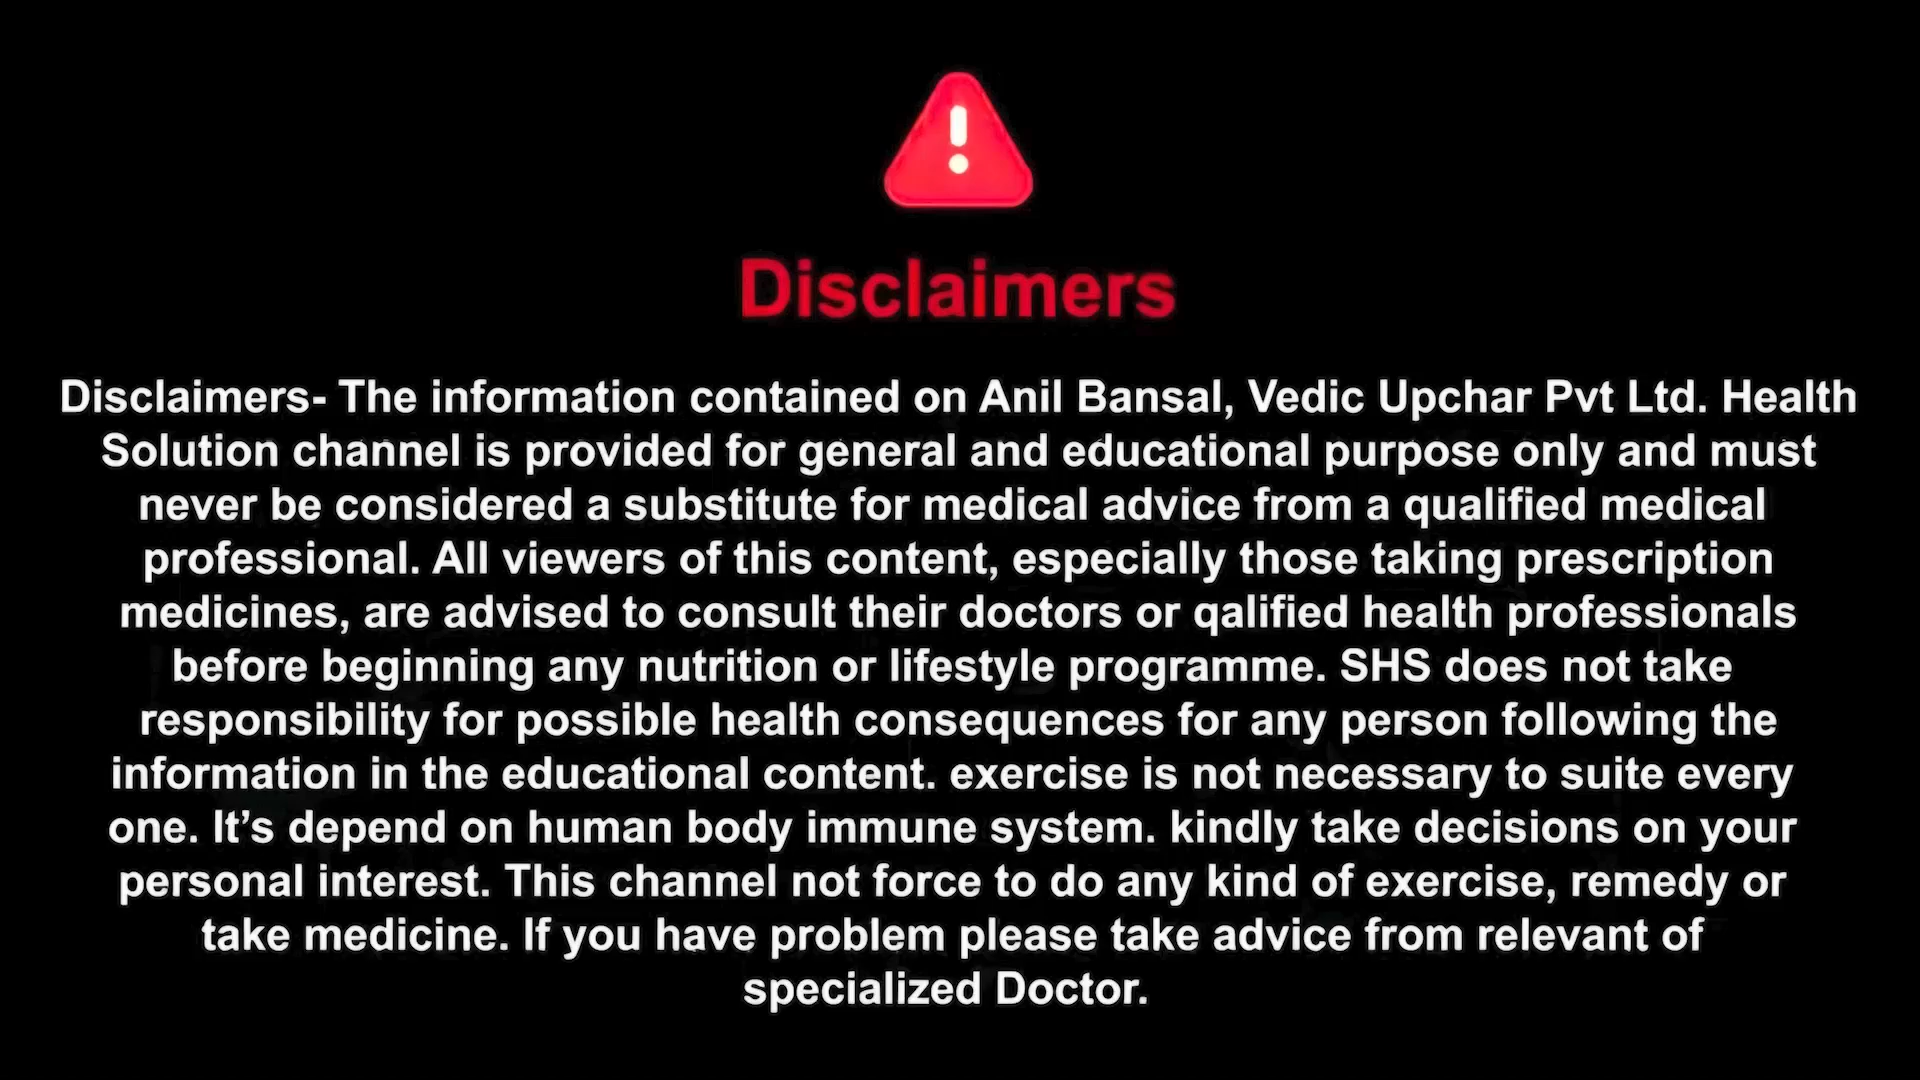 Disclaimers
Disclaimers- The information contained on Anil Bansal, Vedic Upchar Pvt Ltd. Health
Solution channel is provided for general and educational purpose only and must
never be considered a substitute for medical advice from a qualified medical
professional. All viewers of this content, especially those taking prescription
medicines, are advised to consult their doctors or qalified health professionals
before beginning any nutrition or lifestyle programme. SHS does not take
responsibility for possible health consequences for any person following the
information in the educational content. exercise is not necessary to suite every
one. It’s depend on human body immune system. kindly take decisions on your
personal interest. This channel not force to do any kind of exercise, remedy or
take medicine. If you have problem please take advice from relevant of
specialized Doctor.